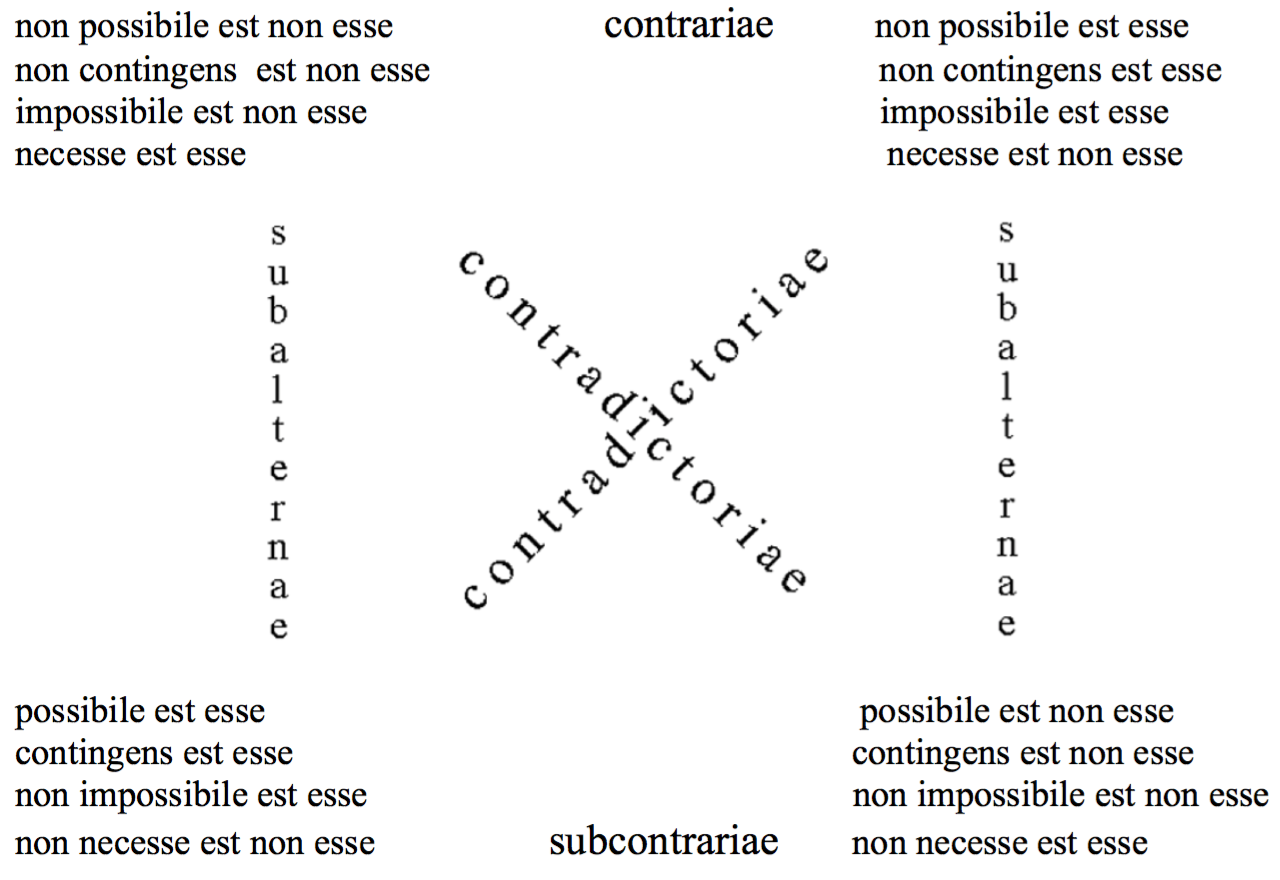 non possibile est non esse
non contingens est non esse
impossibile est non esse
necesse est esse
contrariae
non possibile est esse
non contingens est esse
impossibile est esse
necesse est non esse
subalternae
contradictoriae
contradictoriae
subalternae
possibile est esse
contingens est esse
non impossibile est esse
non necesse est non esse
subcontrariae
possibile est non esse
contingens est non esse
non impossibile est non esse
non necesse est esse